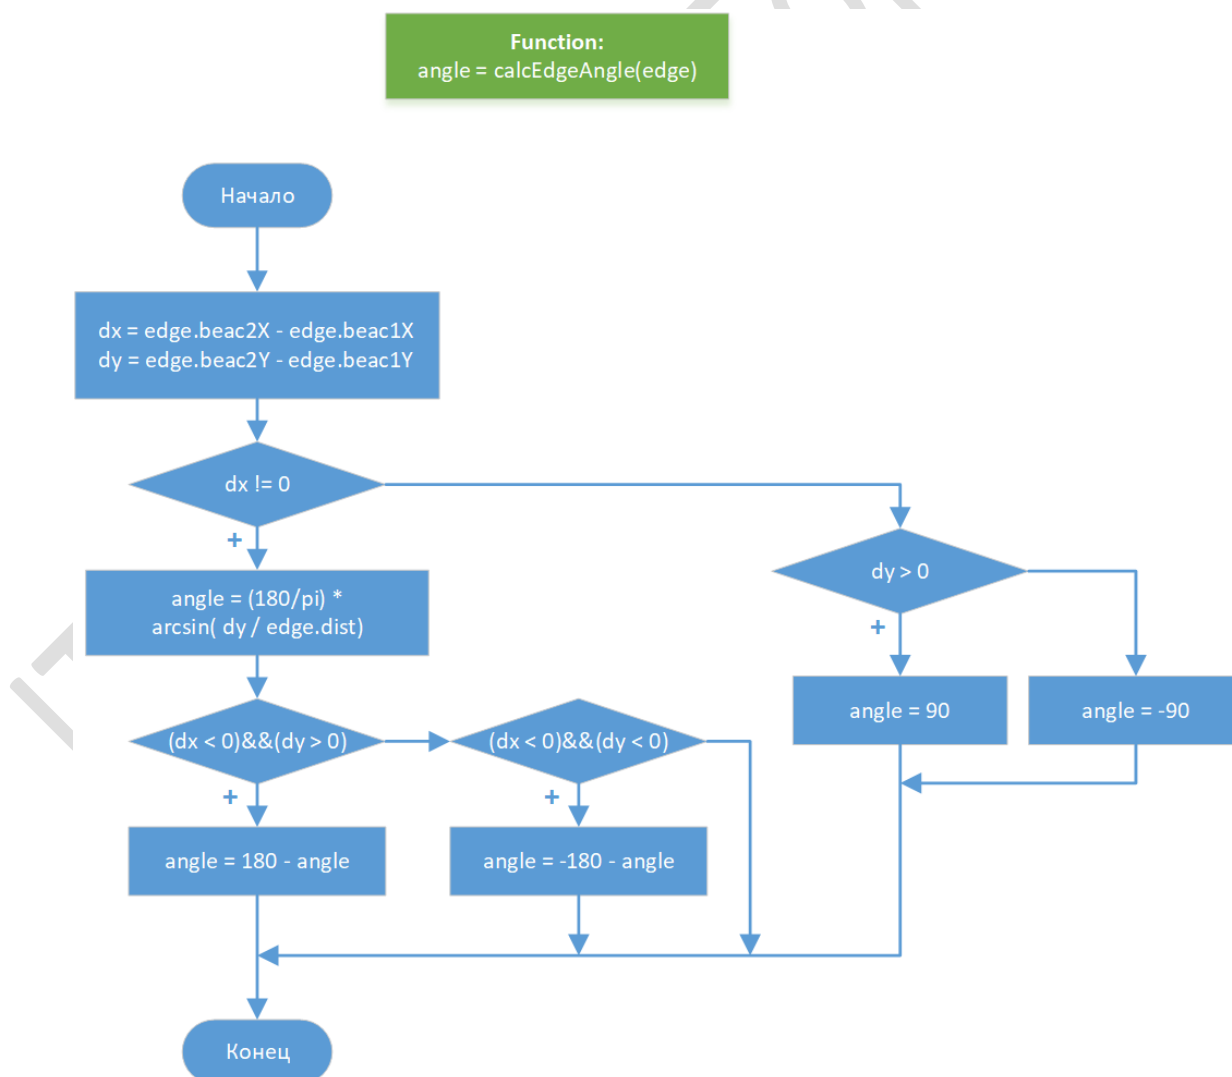 Function:
angle = calcEdgeAngle(edge)
Начало
dx = edge.beac2X - edge.beac1X
dy = edge.beac2Y - edge.beac1Y
dx != 0
+
dy > 0
+
angle = (180/pi) *
arcsin( dy / edge.dist)
angle = 90
angle = -90
(dx < 0)&&(dy > 0)
+
(dx < 0)&&(dy < 0)
+
angle = 180 - angle
angle = -180 - angle
Конец